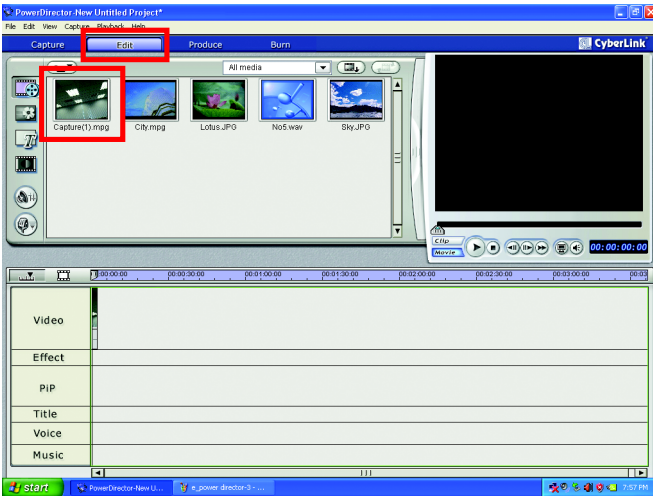 PowerDirector-New Untitled Project*
File Edit View Capture Playback Help
Capture Edit Produce Burn CyberLink
All media
Capture(1).mpg City.mpg Lotus.JPG No5.wav Sky.JPG
Clip
Movie
00:00:00:00
00:00:00:00 00:00:30:00 00:01:00:00 00:01:30:00 00:02:00:00 00:02:30:00 00:03:00:00 00:03
Video
Effect
PiP
Title
Voice
Music
start PowerDirector-New U... e_power director-3 - ... 7:57 PM